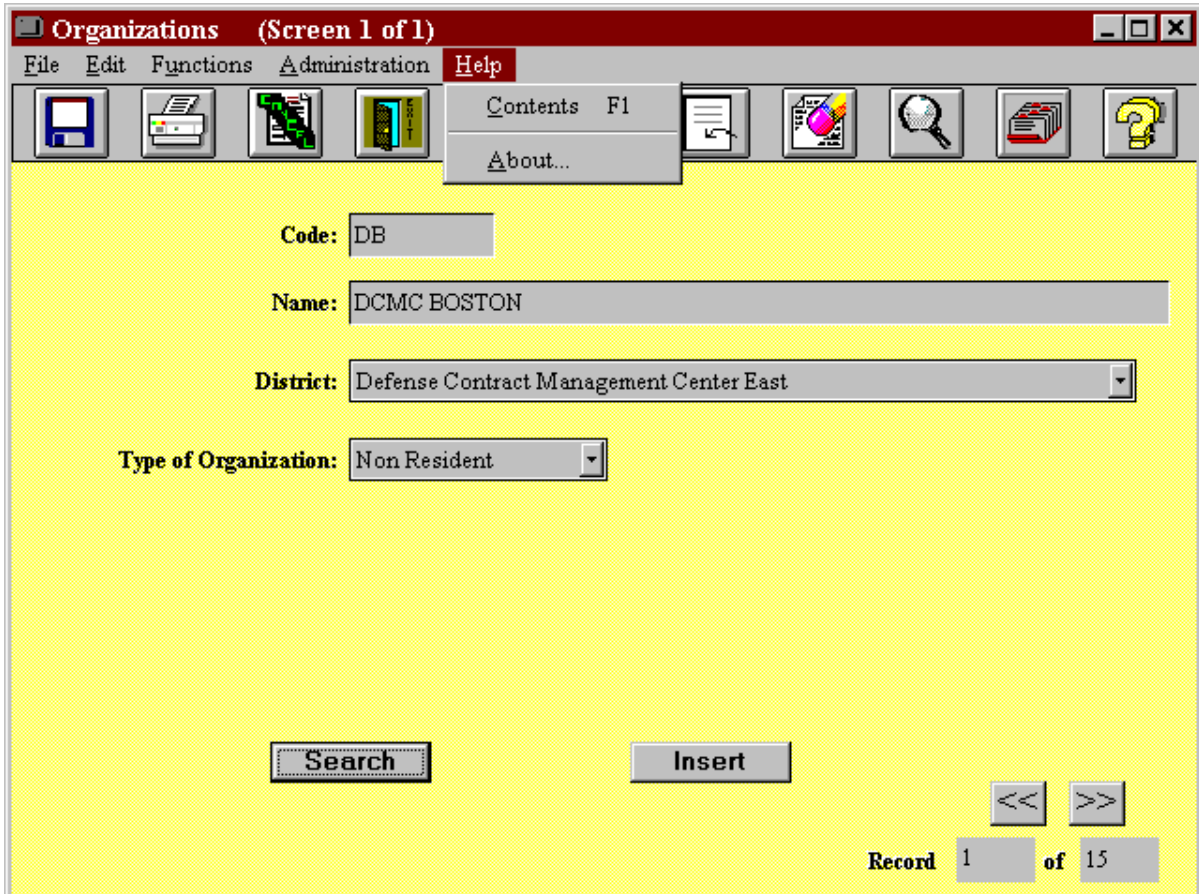 Organizations (Screen 1 of 1)
File Edit Functions Administration Help
Contents F1
EXIT
About...
Code: DB
Name: DCMC BOSTON
District: Defense Contract Management Center East
Type of Organization: Non Resident
Search Insert
<< >>
Record 1 of 15